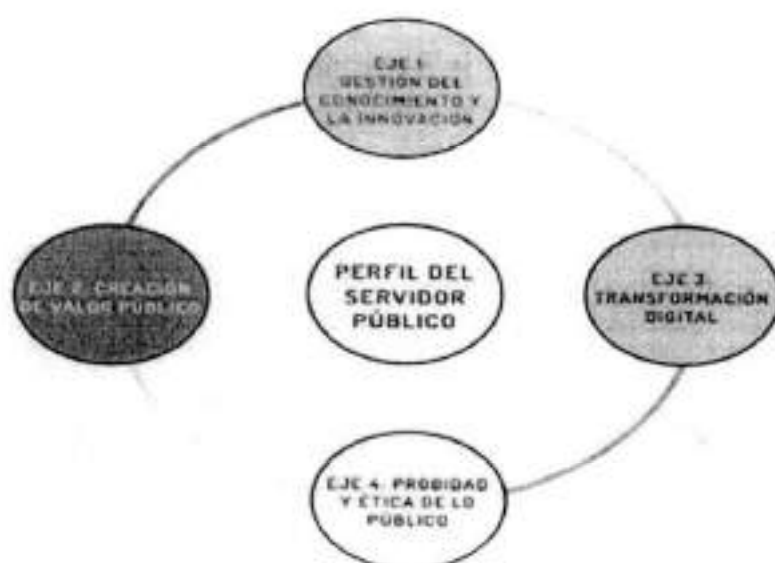 EJE 1:
GESTIÓN DEL
CONOCIMIENTO Y
LA INNOVACIÓN
EJE 2: CREACIÓN
DE VALOR PÚBLICO
PERFIL DEL
SERVIDOR
PÚBLICO
EJE 3:
TRANSFORMACIÓN
DIGITAL
EJE 4: PROBIDAD
Y ÉTICA DE LO
PÚBLICO